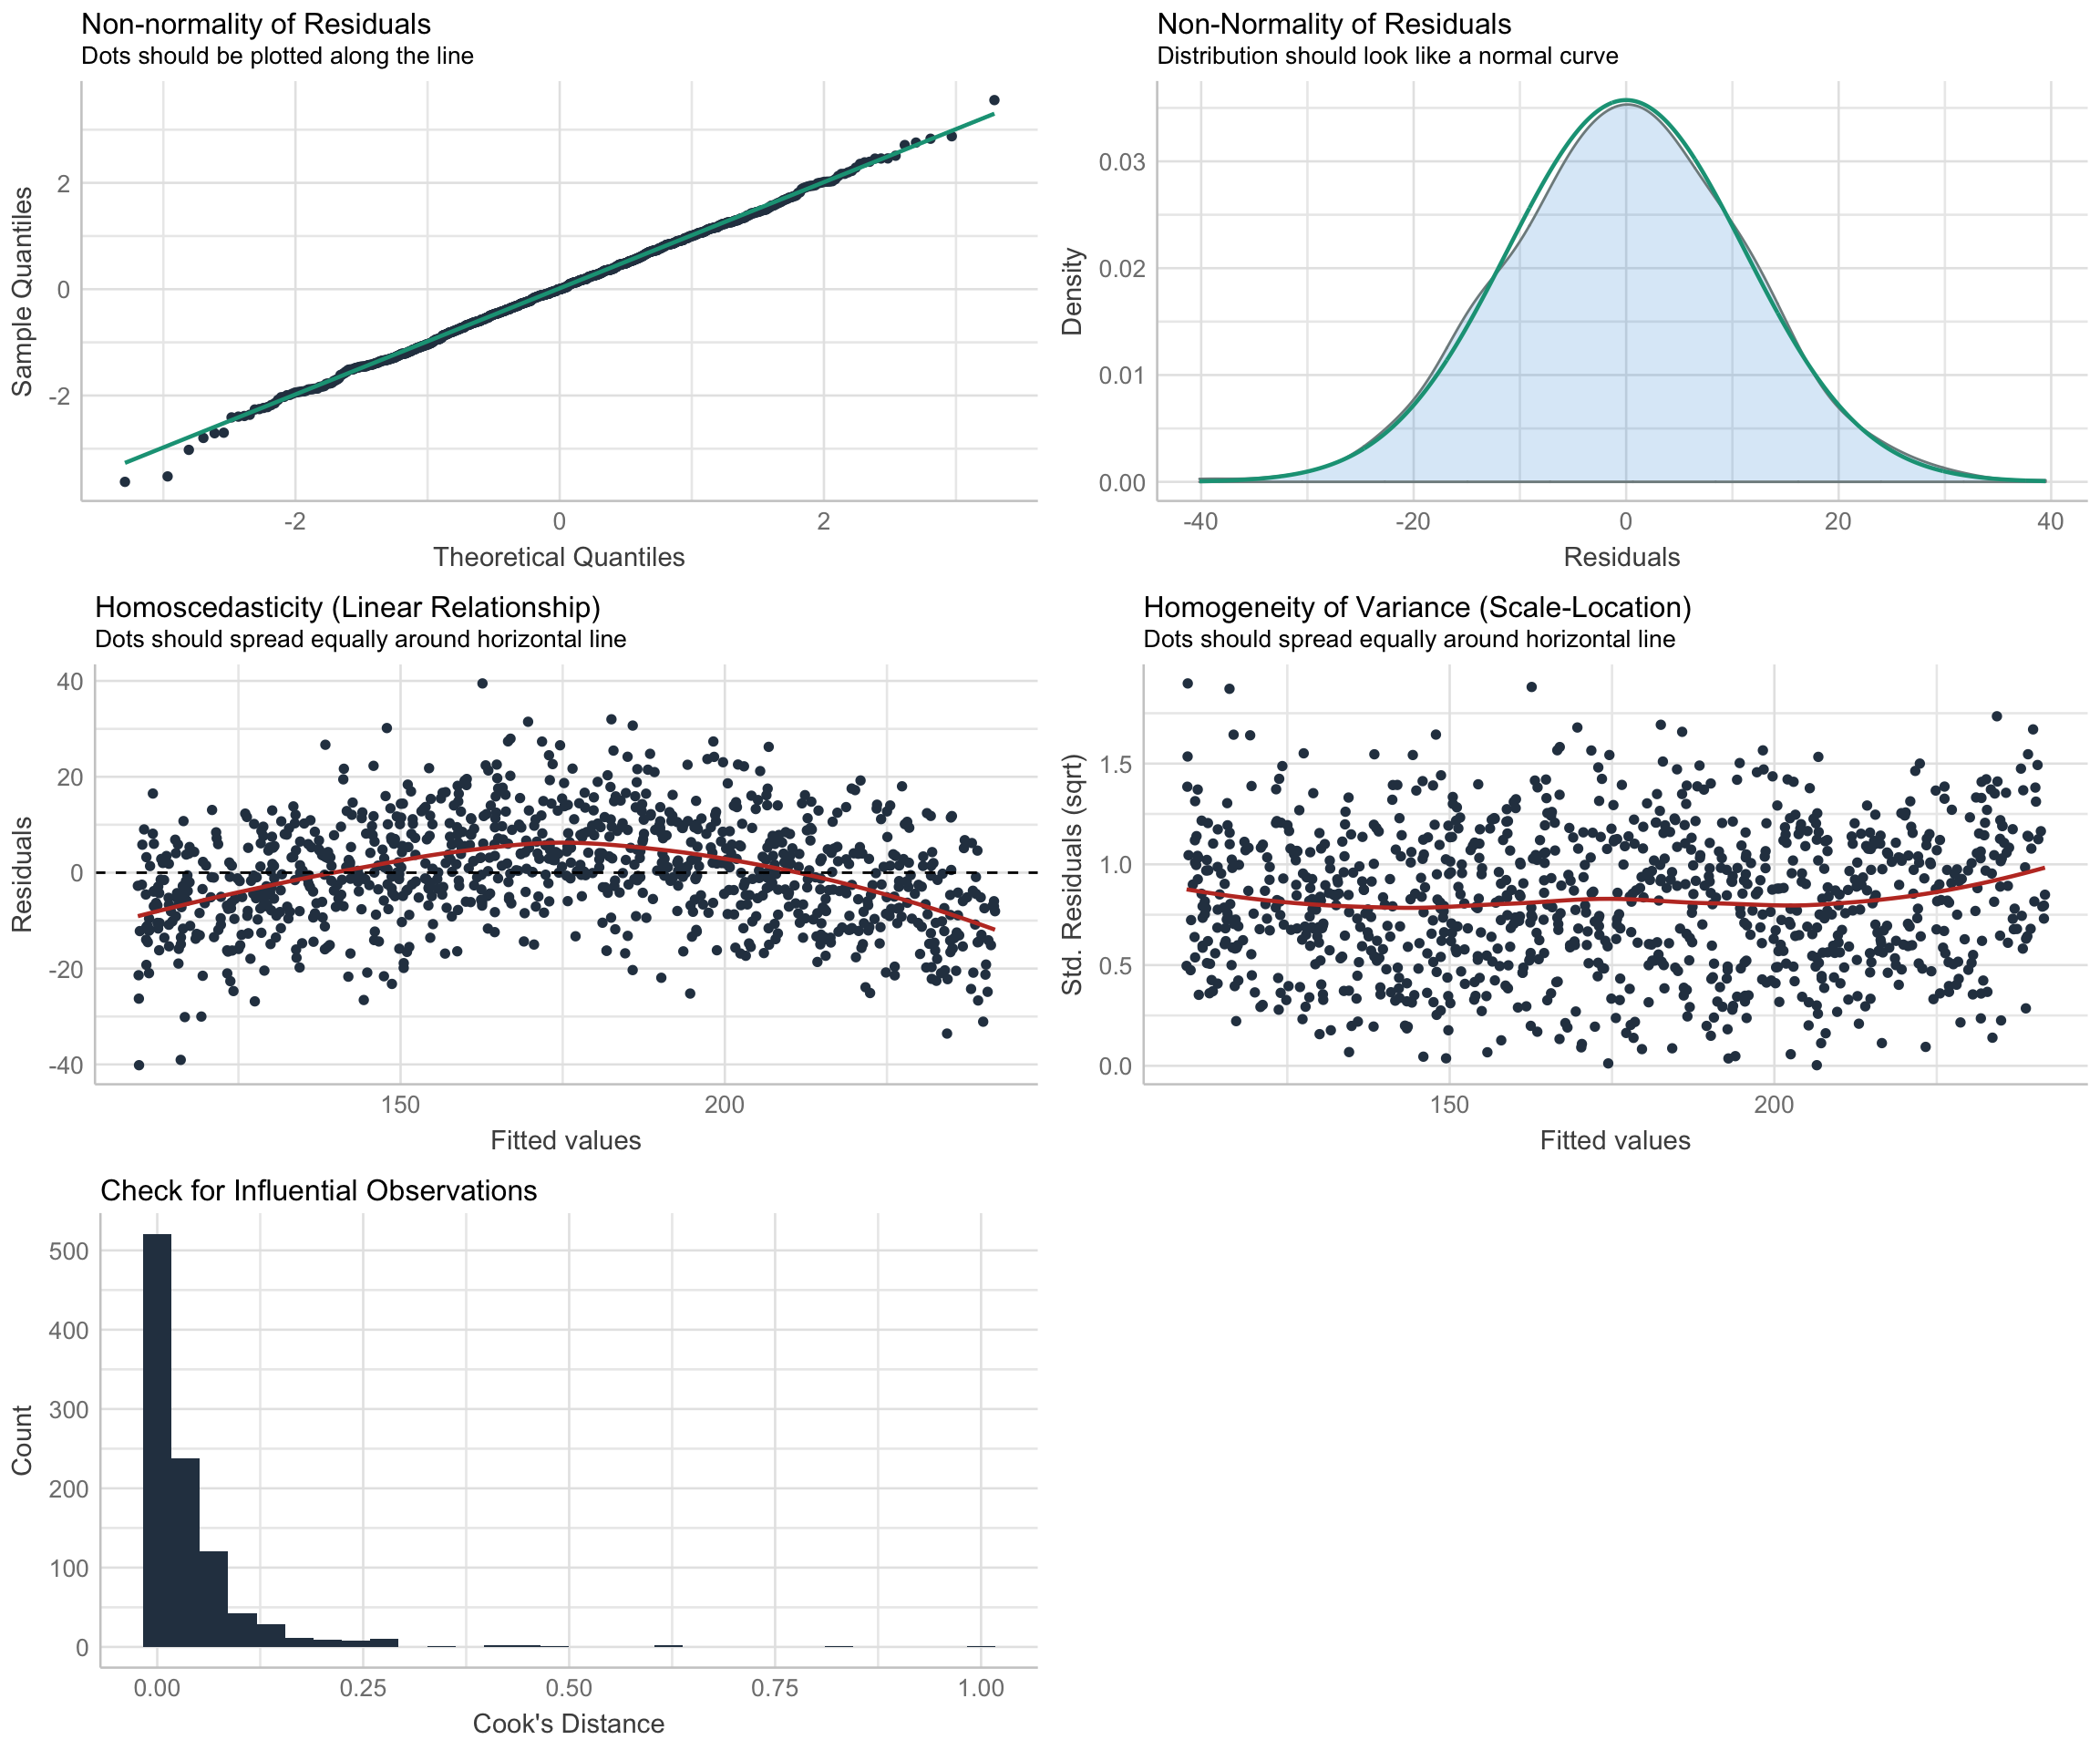 Non-normality of Residuals
Dots should be plotted along the line
Sample Quantiles
2
0
-2
-2 0 2
Theoretical Quantiles
Non-Normality of Residuals
Distribution should look like a normal curve
Density
0.03
0.02
0.01
0.00
-40 -20 0 20 40
Residuals
Homoscedasticity (Linear Relationship)
Dots should spread equally around horizontal line
Residuals
40
20
0
-20
-40
150 200
Fitted values
Homogeneity of Variance (Scale-Location)
Dots should spread equally around horizontal line
Std. Residuals (sqrt)
1.5
1.0
0.5
0.0
150 200
Fitted values
Check for Influential Observations
Count
500
400
300
200
100
0
0.00 0.25 0.50 0.75 1.00
Cook's Distance